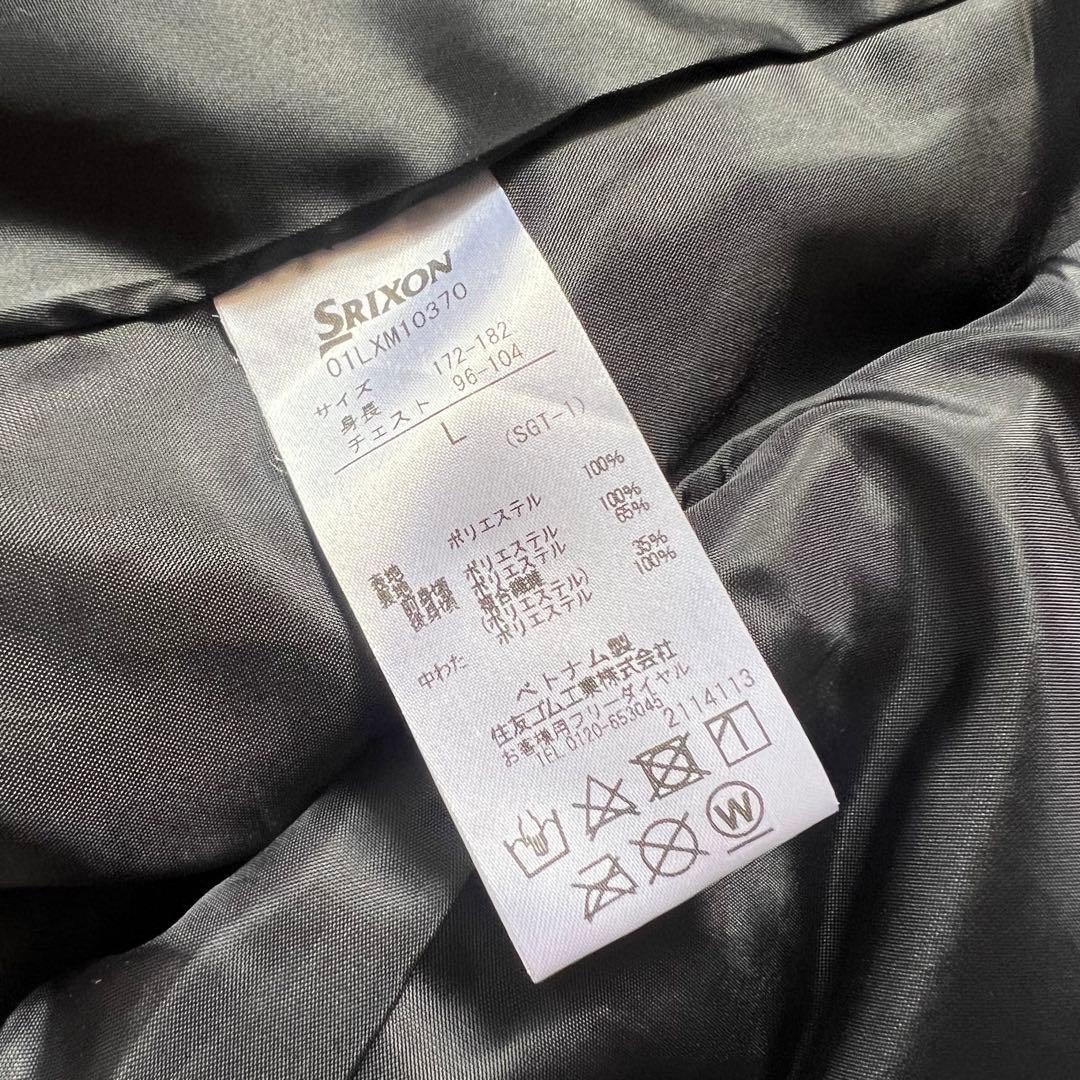 SRIXON
01LXM10370
サイズ
身長 172-182
チェスト 96-104
L (SGT-1)
表地 ポリエステル 100%
裏地 前身頃 ポリエステル 100%
後身頃 ポリエステル 65%
複合繊維
(ポリエステル) 35%
中わた ポリエステル 100%
ベトナム製
住友ゴム工業株式会社
お客様用フリーダイヤル
TEL 0120-653045 2114113
W